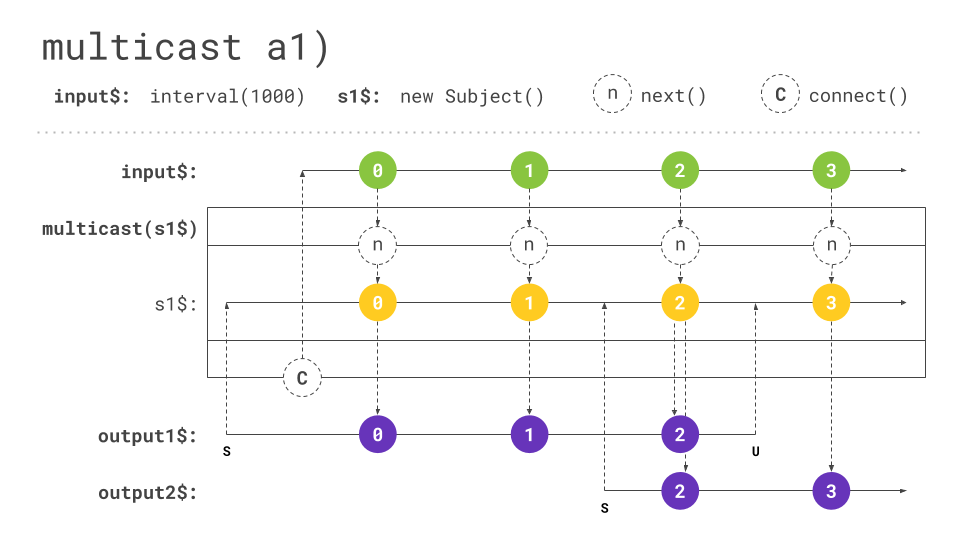 multicast a1)
input$: interval(1000) s1$: new Subject() n next() C connect()
input$: 0 1 2 3
multicast(s1$)
n n n n
s1$: 0 1 2 3
C
output1$: 0 1 2
S U
output2$: 2 3
S